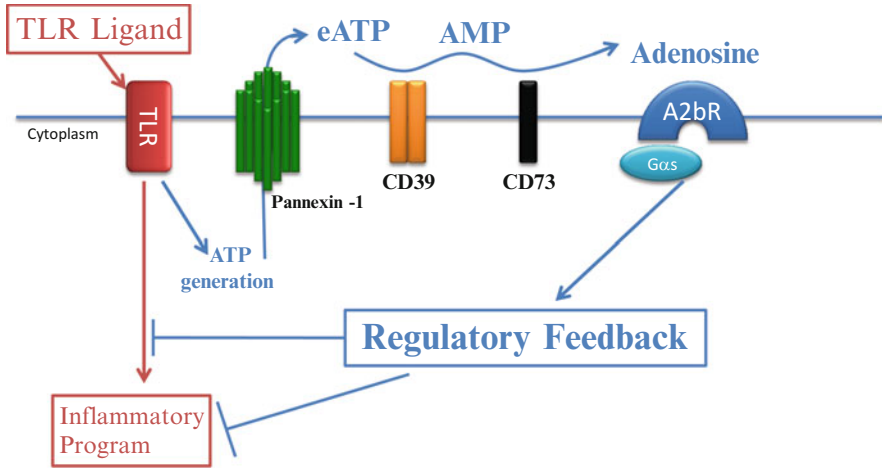 TLR Ligand
eATP
AMP
Adenosine
TLR
A2bR
Cytoplasm
Gαs
CD39
CD73
Pannexin -1
ATP
generation
Regulatory Feedback
Inflammatory
Program